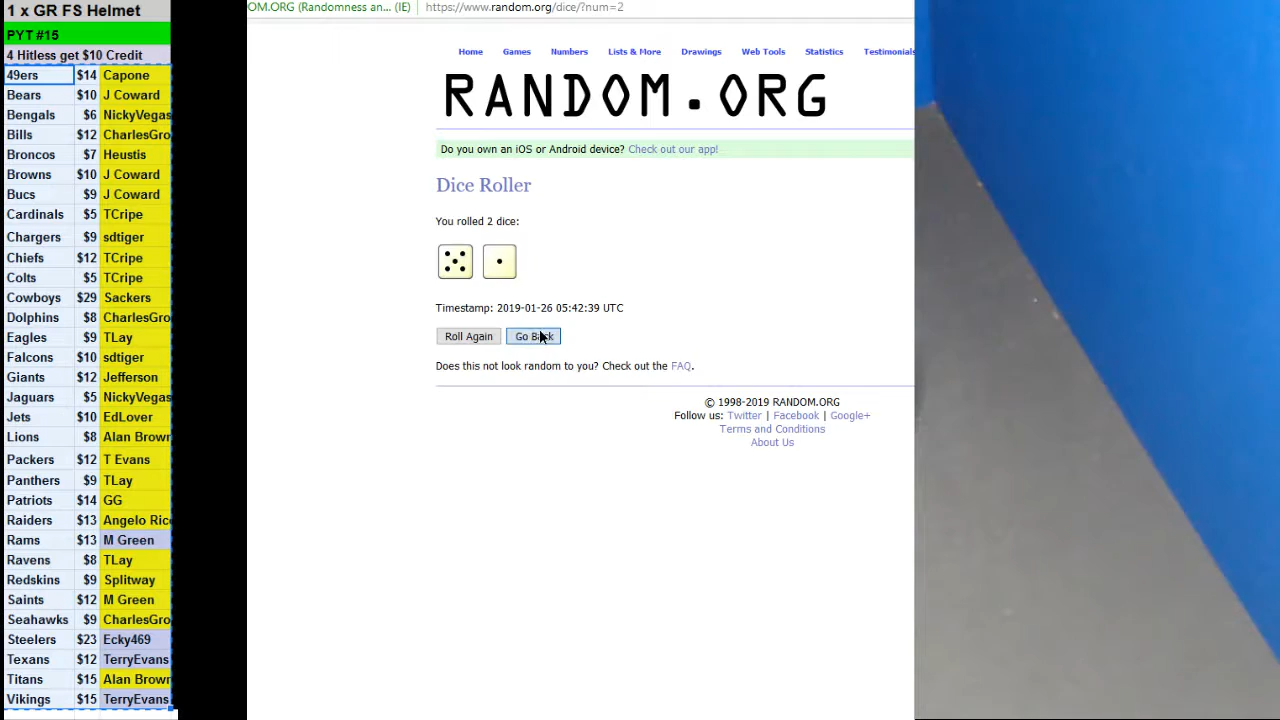 1 x GR FS Helmet
PYT #15
4 Hitless get $10 Credit
49ers $14 Capone
Bears $10 J Coward
Bengals $6 NickyVegas
Bills $12 CharlesGro
Broncos $7 Heustis
Browns $10 J Coward
Bucs $9 J Coward
Cardinals $5 TCripe
Chargers $9 sdtiger
Chiefs $12 TCripe
Colts $5 TCripe
Cowboys $29 Sackers
Dolphins $8 CharlesGro
Eagles $9 TLay
Falcons $10 sdtiger
Giants $12 Jefferson
Jaguars $5 NickyVegas
Jets $10 EdLover
Lions $8 Alan Brown
Packers $12 T Evans
Panthers $9 TLay
Patriots $14 GG
Raiders $13 Angelo Ric
Rams $13 M Green
Ravens $8 TLay
Redskins $9 Splitway
Saints $12 M Green
Seahawks $9 CharlesGro
Steelers $23 Ecky469
Texans $12 TerryEvans
Titans $15 Alan Brown
Vikings $15 TerryEvans
OM.ORG (Randomness an... (IE) https://www.random.org/dice/?num=2
Home Games Numbers Lists & More Drawings Web Tools Statistics Testimonials
RANDOM.ORG
Do you own an iOS or Android device? Check out our app!
Dice Roller
You rolled 2 dice:
Timestamp: 2019-01-26 05:42:39 UTC
Roll Again Go Back
Does this not look random to you? Check out the FAQ.
© 1998-2019 RANDOM.ORG
Follow us: Twitter | Facebook | Google+
Terms and Conditions
About Us